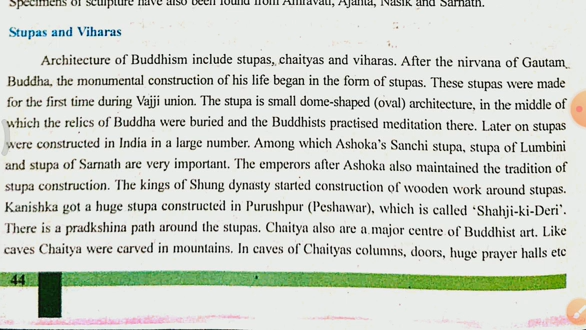 Specimens of sculpture have also been found from Amravati, Ajanta, Nasik and Sarnath.
Stupas and Viharas
Architecture of Buddhism include stupas, chaityas and viharas. After the nirvana of Gautam
Buddha, the monumental construction of his life began in the form of stupas. These stupas were made
for the first time during Vajji union. The stupa is small dome-shaped (oval) architecture, in the middle of
which the relics of Buddha were buried and the Buddhists practised meditation there. Later on stupas
were constructed in India in a large number. Among which Ashoka's Sanchi stupa, stupa of Lumbini
and stupa of Sarnath are very important. The emperors after Ashoka also maintained the tradition of
stupa construction. The kings of Shung dynasty started construction of wooden work around stupas.
Kanishka got a huge stupa constructed in Purushpur (Peshawar), which is called 'Shahji-ki-Deri'.
There is a pradkshina path around the stupas. Chaitya also are a major centre of Buddhist art. Like
caves Chaitya were carved in mountains. In caves of Chaityas columns, doors, huge prayer halls etc
44